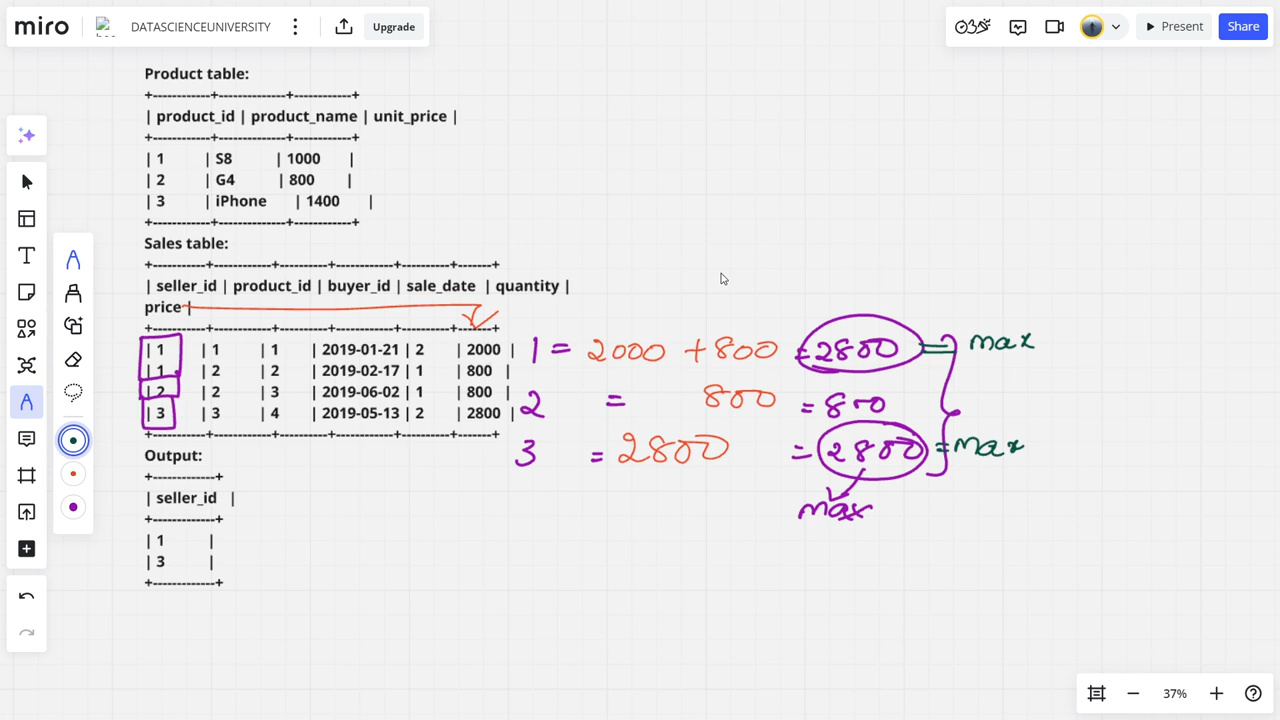 miro DATASCIENCEUNIVERSITY Upgrade Present Share
Product table:
+------------+--------------+-----------+
| product_id | product_name | unit_price |
+------------+--------------+-----------+
| 1 | S8 | 1000 |
| 2 | G4 | 800 |
| 3 | iPhone | 1400 |
+------------+--------------+-----------+
Sales table:
+-----------+------------+----------+------------+----------+-------+
| seller_id | product_id | buyer_id | sale_date | quantity |
price |
+-----------+------------+----------+------------+----------+-------+
| 1 | 1 | 1 | 2019-01-21 | 2 | 2000 | 1 = 2000 + 800 = 2800 = max
| 1 | 2 | 2 | 2019-02-17 | 1 | 800 |
| 2 | 2 | 3 | 2019-06-02 | 1 | 800 | 2 = 800 = 800
| 3 | 3 | 4 | 2019-05-13 | 2 | 2800 |
+-----------+------------+----------+------------+----------+-------+
3 = 2800 = 2800 = max
max
Output:
+-------------+
| seller_id |
+-------------+
| 1 |
| 3 |
+-------------+
37%